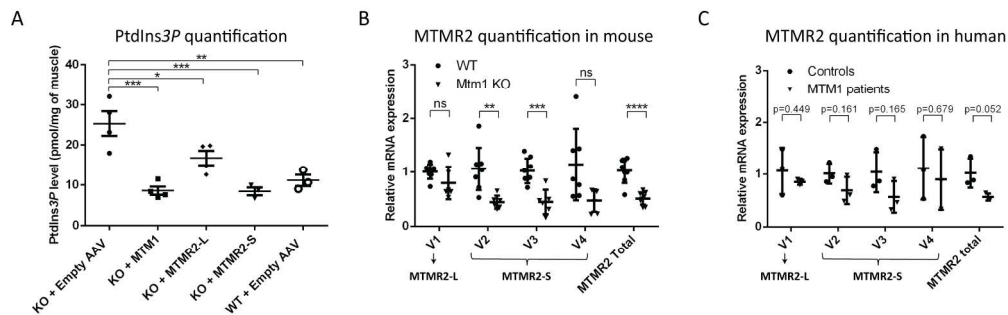 A
PtdIns3P quantification
PtdIns3P level (pmol/mg of muscle)
40
30
20
10
0
**
***
*
***
KO + Empty AAV
KO + MTM1
KO + MTMR2-L
KO + MTMR2-S
WT + Empty AAV
B
MTMR2 quantification in mouse
WT
Mtm1 KO
Relative mRNA expression
3
2
1
0
ns
**
***
ns
****
V1
V2
V3
V4
MTMR2 Total
MTMR2-L
MTMR2-S
C
MTMR2 quantification in human
Controls
MTM1 patients
Relative mRNA expression
3
2
1
0
p=0.449
p=0.161
p=0.165
p=0.679
p=0.052
V1
V2
V3
V4
MTMR2 total
MTMR2-L
MTMR2-S